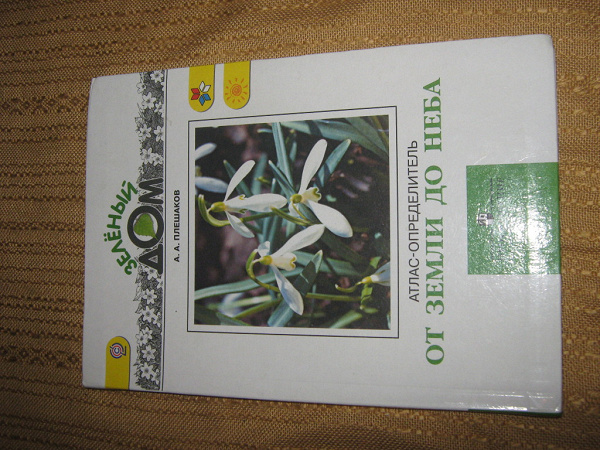 ЗЕЛЁНЫЙ
ДОМ
А. А. ПЛЕШАКОВ
АТЛАС-ОПРЕДЕЛИТЕЛЬ
ОТ ЗЕМЛИ ДО НЕБА